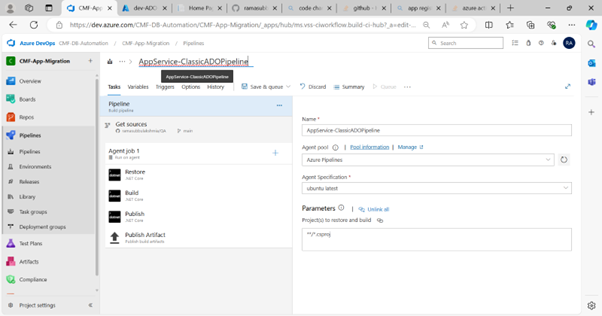 CMF-DB-Automation (CMF-A
dev-ADO
Home Pa
ramasub
code cha
github - I
app regis
azure act
https://dev.azure.com/CMF-DB-Automation/CMF-App-Migration/_apps/hub/ms.vss-ciworkflow.build-ci-hub?_a=edit-...
Azure DevOps
CMF-DB-Automation / CMF-App-Migration / Pipelines
Search
RA
CMF-App-Migration
Overview
Boards
Repos
Pipelines
Pipelines
Environments
Releases
Library
Task groups
Deployment groups
Test Plans
Artifacts
Compliance
Project settings
... > AppService-ClassicADOPipeline
AppService-ClassicADOPipeline
Tasks Variables Triggers Options History
Save & queue
Discard
Summary
Queue
...
Pipeline
Build pipeline
...
Get sources
main
Agent job 1
Run on agent
Restore
.NET Core
Build
.NET Core
Publish
.NET Core
Publish Artifact
Publish build artifacts
Name *
AppService-ClassicADOPipeline
Agent pool | Pool information | Manage
Azure Pipelines
Agent Specification *
ubuntu latest
Parameters | Unlink all
Project(s) to restore and build
**/*.csproj